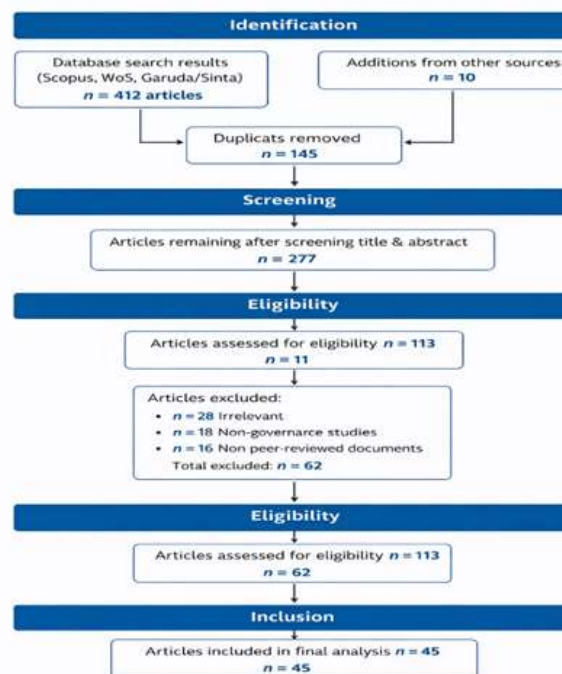 Identification
Database search results
(Scopus, WoS, Garuda/Sinta)
n = 412 articles
Additions from other sources
n = 10
Duplicats removed
n = 145
Screening
Articles remaining after screening title & abstract
n = 277
Eligibility
Articles assessed for eligibility n = 113
n = 11
Articles excluded:
• n = 28 Irrelevant
• n = 18 Non-governarce studies
• n = 16 Non peer-reviewed documents
Total excluded: n = 62
Eligibility
Articles assessed for eligibility n = 113
n = 62
Inclusion
Articles included in final analysis n = 45
n = 45